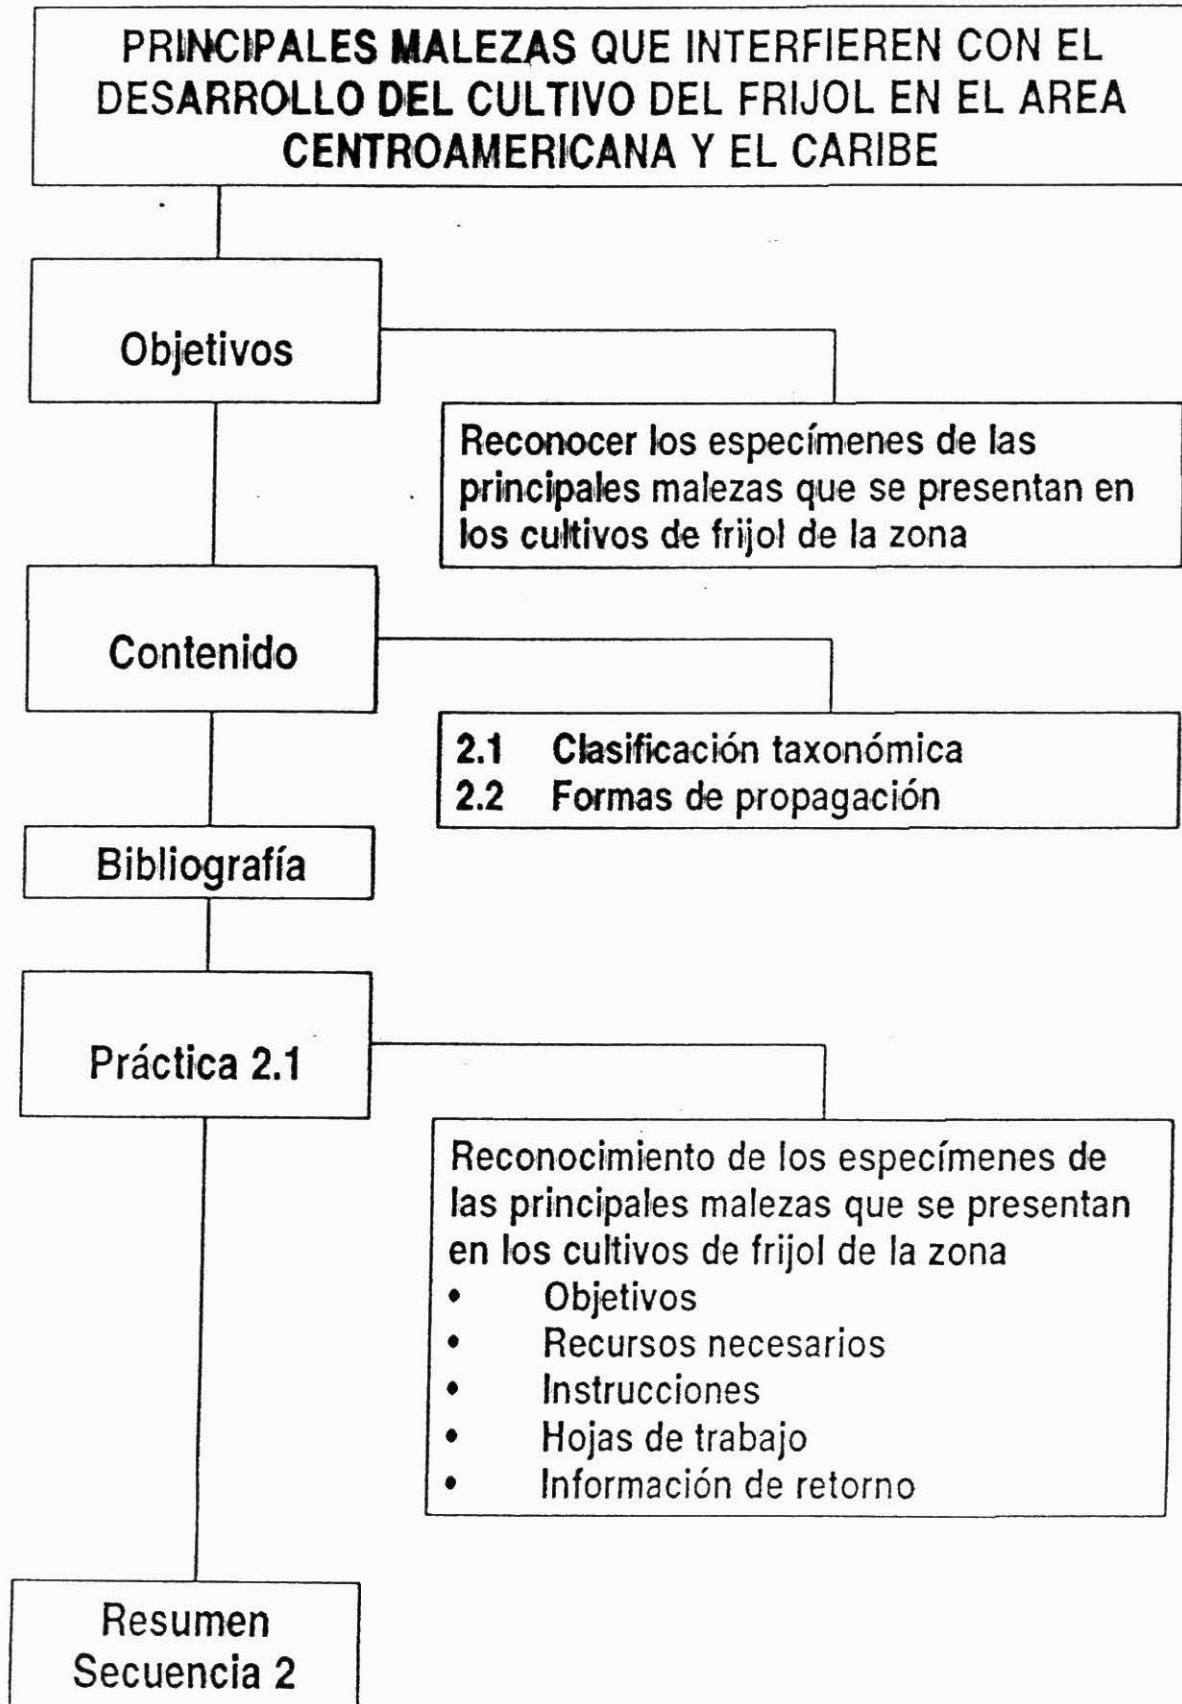 PRINCIPALES MALEZAS QUE INTERFIEREN CON EL
DESARROLLO DEL CULTIVO DEL FRIJOL EN EL AREA
CENTROAMERICANA Y EL CARIBE
Objetivos
Reconocer los especímenes de las
principales malezas que se presentan en
los cultivos de frijol de la zona
Contenido
2.1 Clasificación taxonómica
2.2 Formas de propagación
Bibliografía
Práctica 2.1
Reconocimiento de los especímenes de
las principales malezas que se presentan
en los cultivos de frijol de la zona
• Objetivos
• Recursos necesarios
• Instrucciones
• Hojas de trabajo
• Información de retorno
Resumen
Secuencia 2